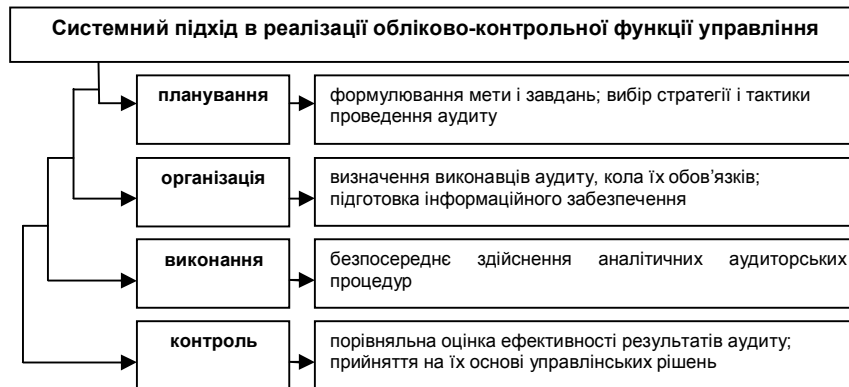 Системний підхід в реалізації обліково-контрольної функції управління
планування
формулювання мети і завдань; вибір стратегії і тактики
проведення аудиту
організація
визначення виконавців аудиту, кола їх обов’язків;
підготовка інформаційного забезпечення
виконання
безпосереднє здійснення аналітичних аудиторських
процедур
контроль
порівняльна оцінка ефективності результатів аудиту;
прийняття на їх основі управлінських рішень